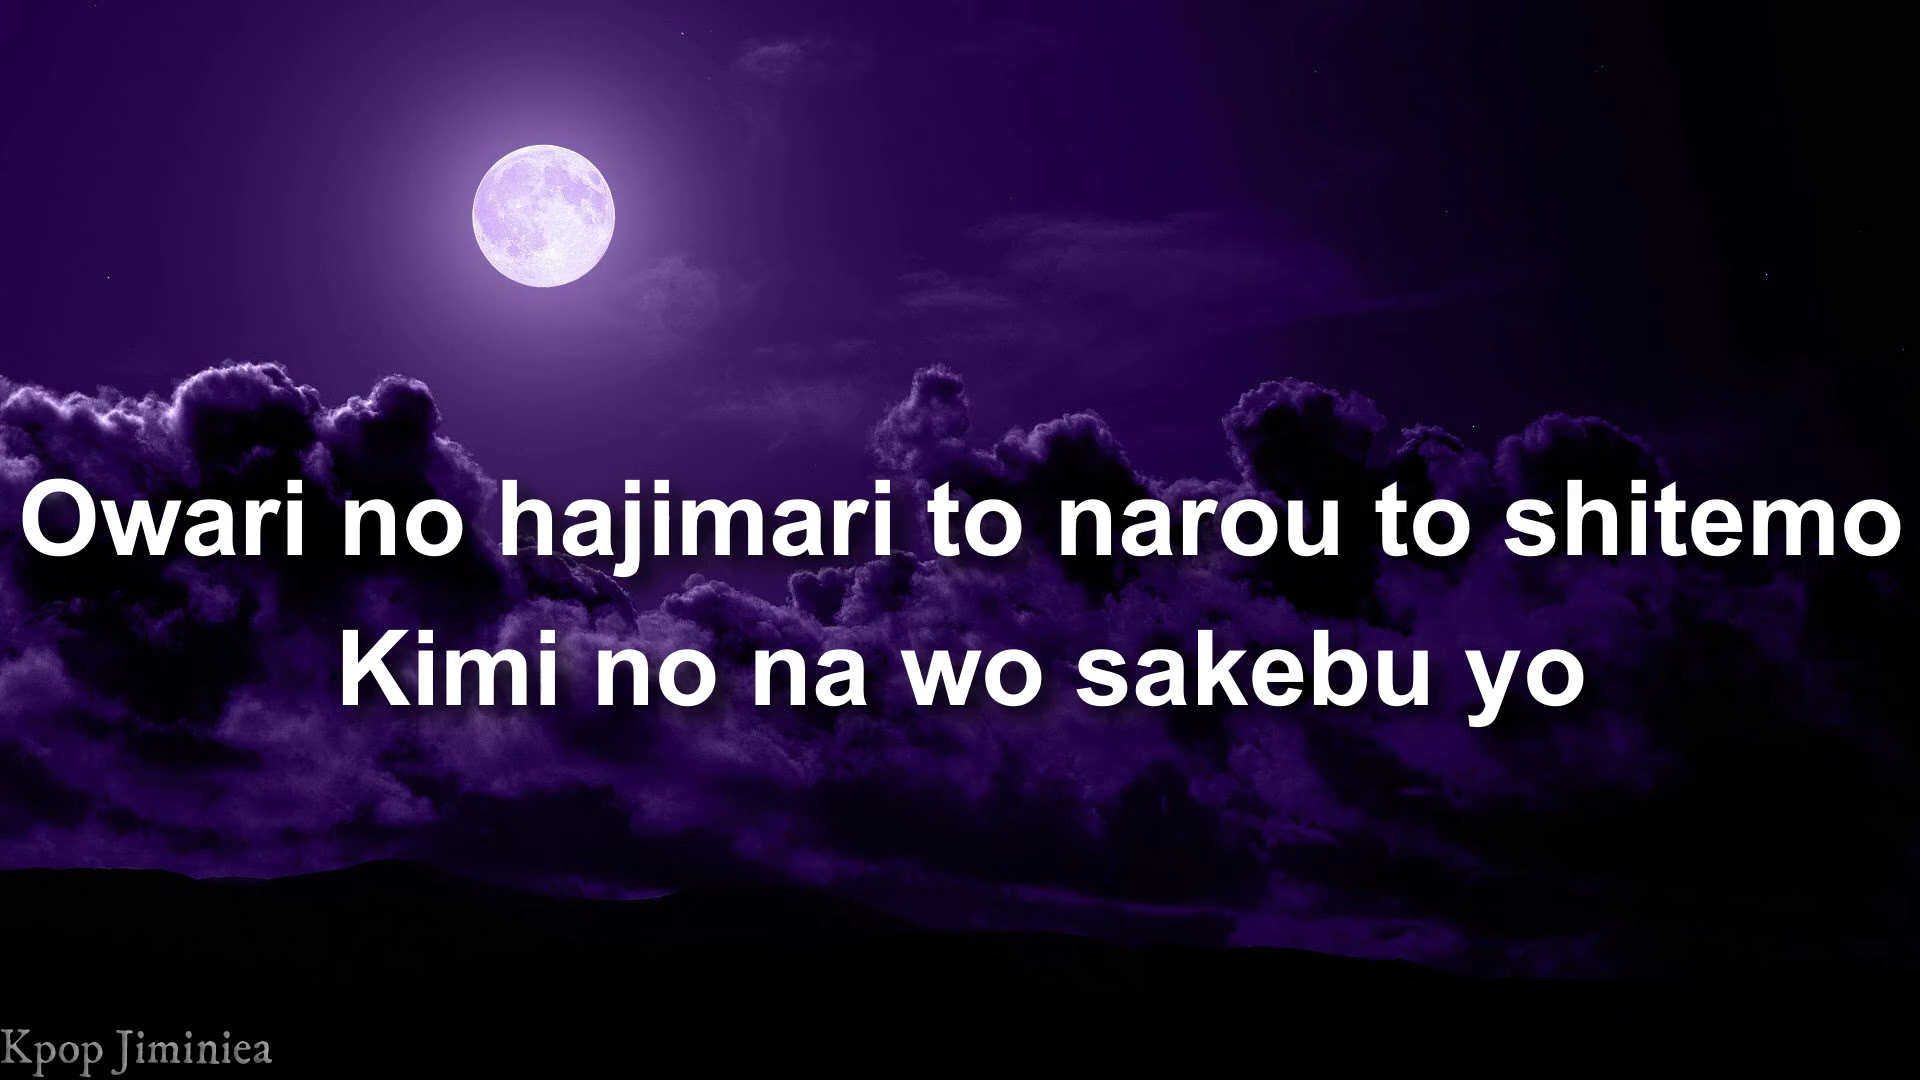 Owari no hajimari to narou to shitemo
Kimi no na wo sakebu yo
Kpop Jiminiea